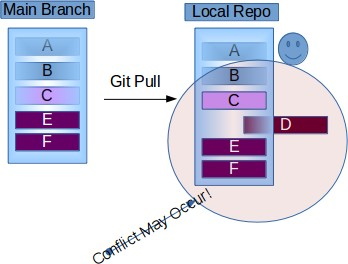 Main Branch
A
B
C
E
F
Git Pull
Local Repo
A
B
C
D
E
F
Conflict May Occur!